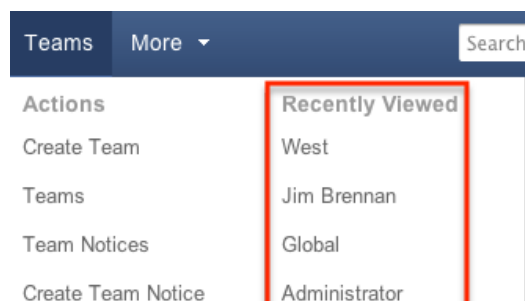 Teams More Search
Actions
Create Team
Teams
Team Notices
Create Team Notice
Recently Viewed
West
Jim Brennan
Global
Administrator